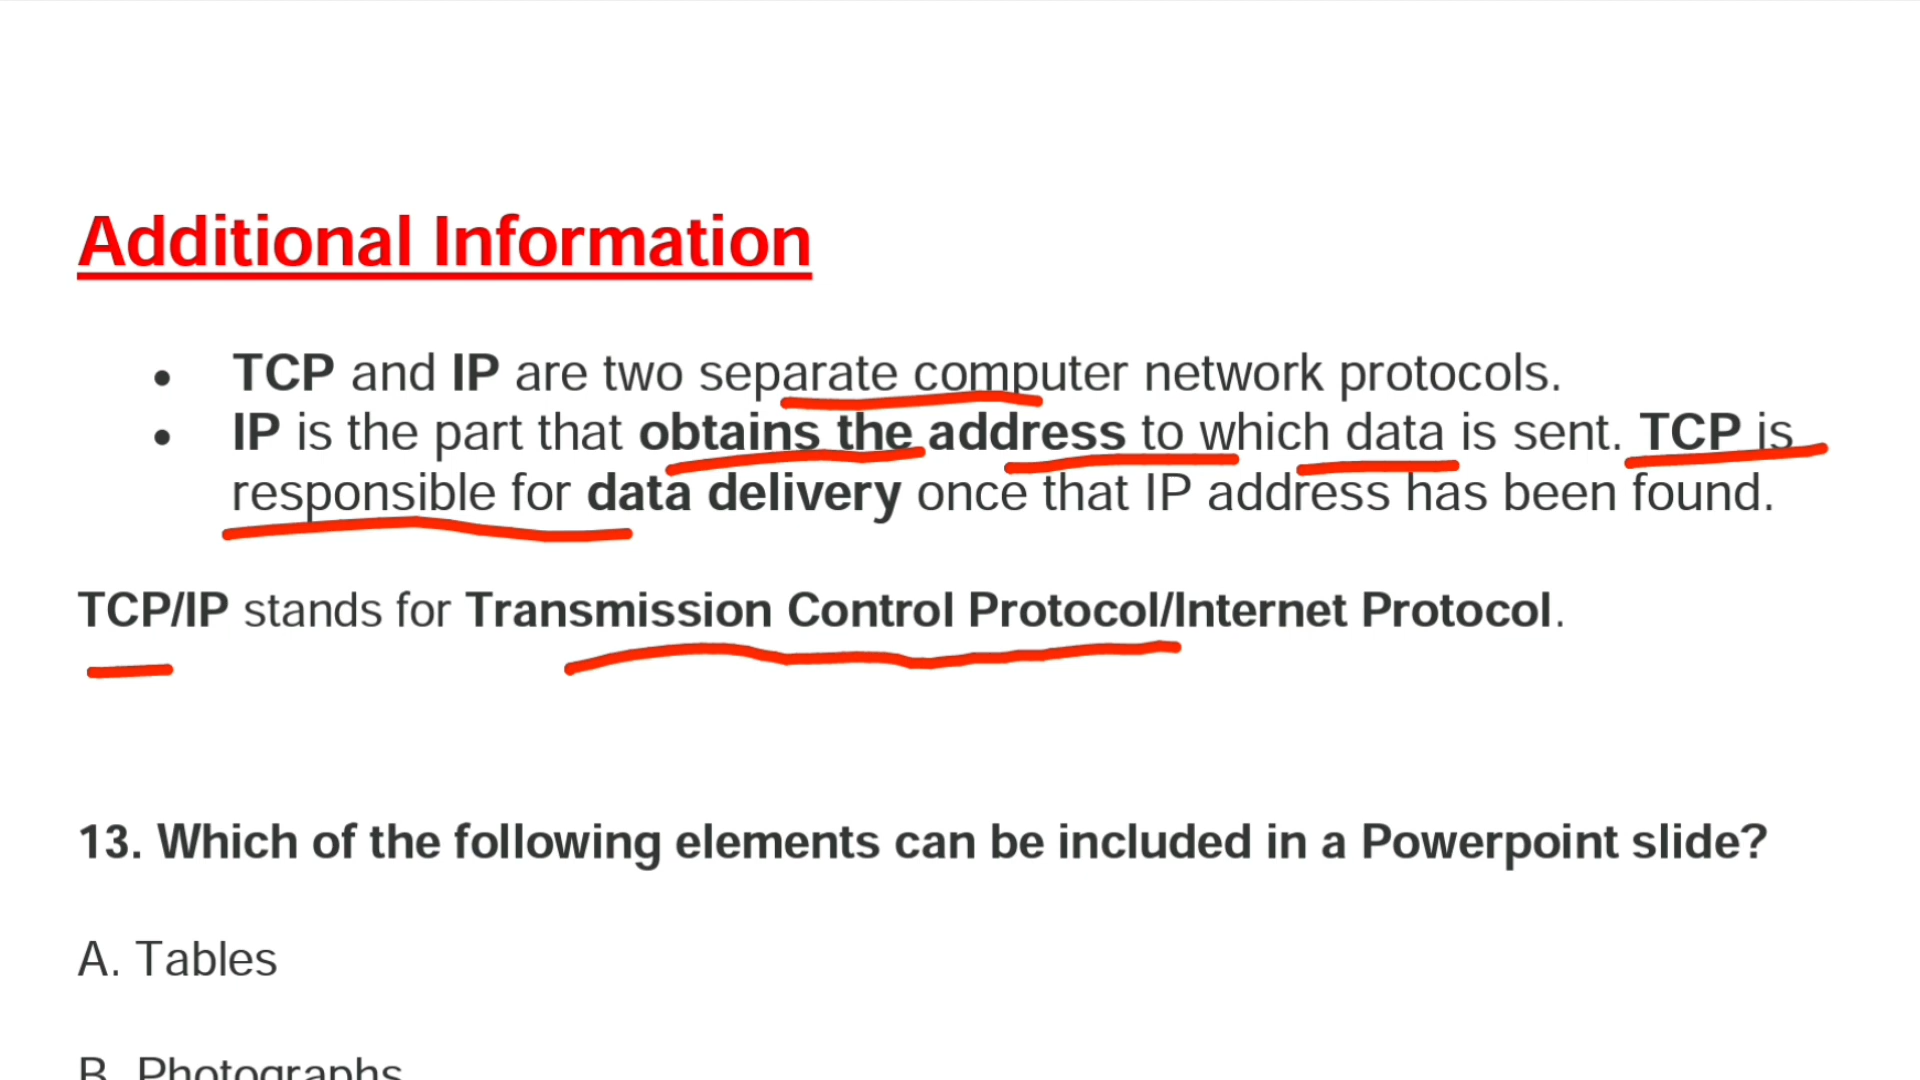 Additional Information
• TCP and IP are two separate computer network protocols.
• IP is the part that obtains the address to which data is sent. TCP is
responsible for data delivery once that IP address has been found.
TCP/IP stands for Transmission Control Protocol/Internet Protocol.
13. Which of the following elements can be included in a Powerpoint slide?
A. Tables
B. Photographs